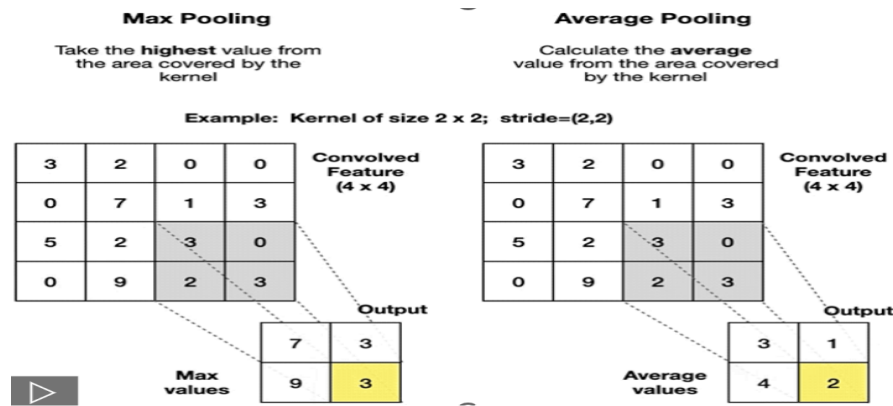 Max Pooling
Take the highest value from
the area covered by the
kernel
Average Pooling
Calculate the average
value from the area covered
by the kernel
Example: Kernel of size 2 x 2; stride=(2,2)
3 2 0 0
0 7 1 3
5 2 3 0
0 9 2 3
Convolved
Feature
(4 x 4)
Output
7 3
9 3
Max
values
3 2 0 0
0 7 1 3
5 2 3 0
0 9 2 3
Convolved
Feature
(4 x 4)
Output
3 1
4 2
Average
values